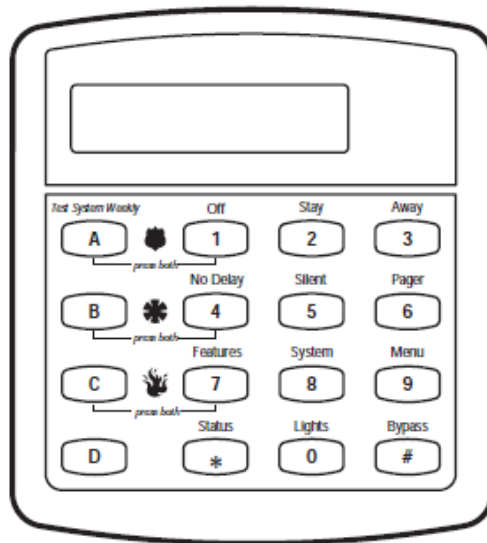 Test System Weekly Off Stay Away
A 1 2 3
press both
No Delay Silent Pager
B 4 5 6
press both
Features System Menu
C 7 8 9
press both
Status Lights Bypass
D * 0 #